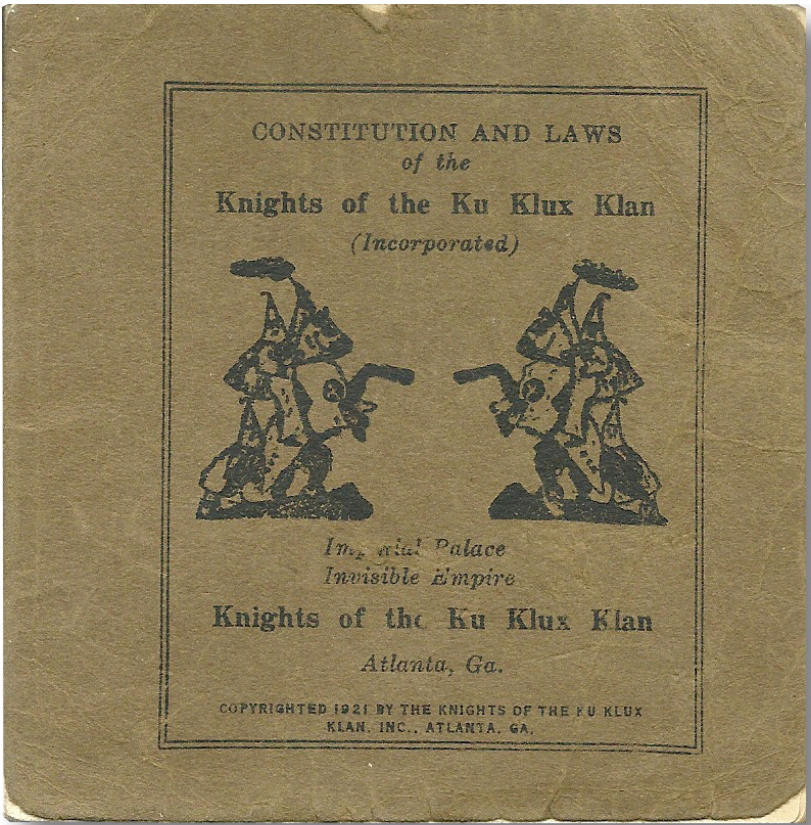 CONSTITUTION AND LAWS
of the
Knights of the Ku Klux Klan
(Incorporated)
Imperial Palace
Invisible Empire
Knights of the Ku Klux Klan
Atlanta, Ga.
COPYRIGHTED 1921 BY THE KNIGHTS OF THE KU KLUX
KLAN, INC., ATLANTA, GA.